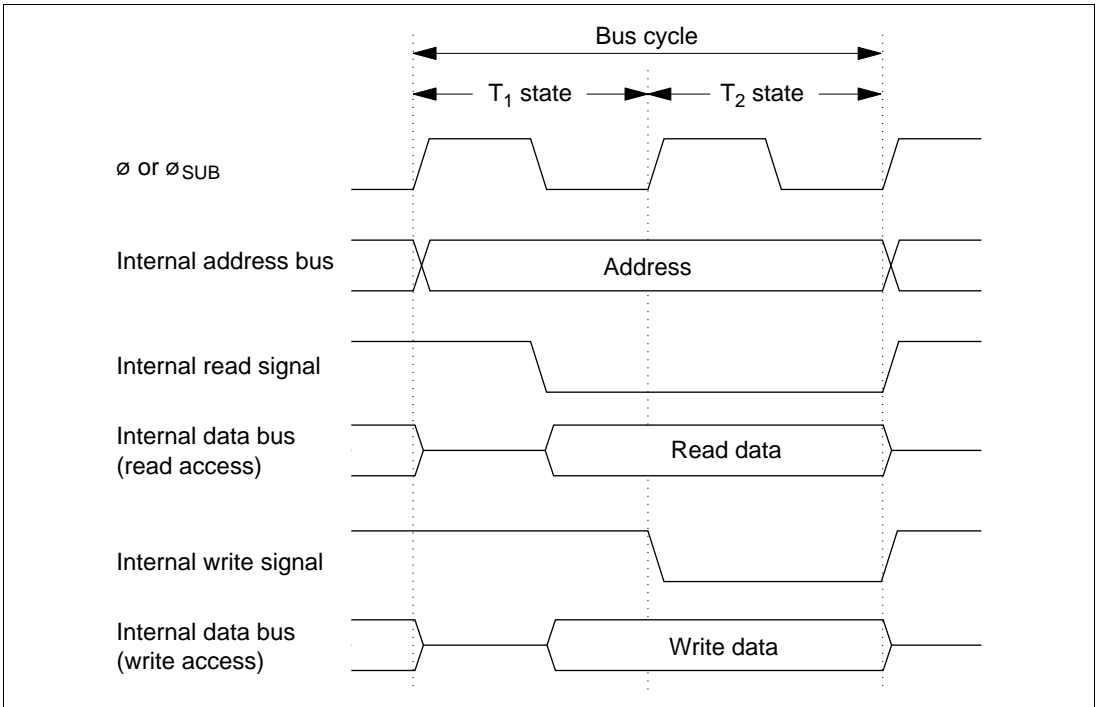 Bus cycle
T1 state
T2 state
ø or øSUB
Internal address bus
Address
Internal read signal
Internal data bus
(read access)
Read data
Internal write signal
Internal data bus
(write access)
Write data